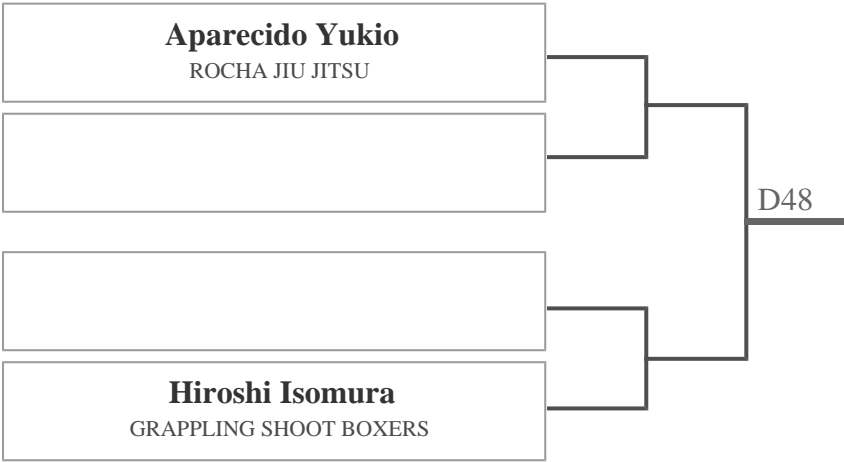 Aparecido Yukio
ROCHA JIU JITSU
D48
Hiroshi Isomura
GRAPPLING SHOOT BOXERS